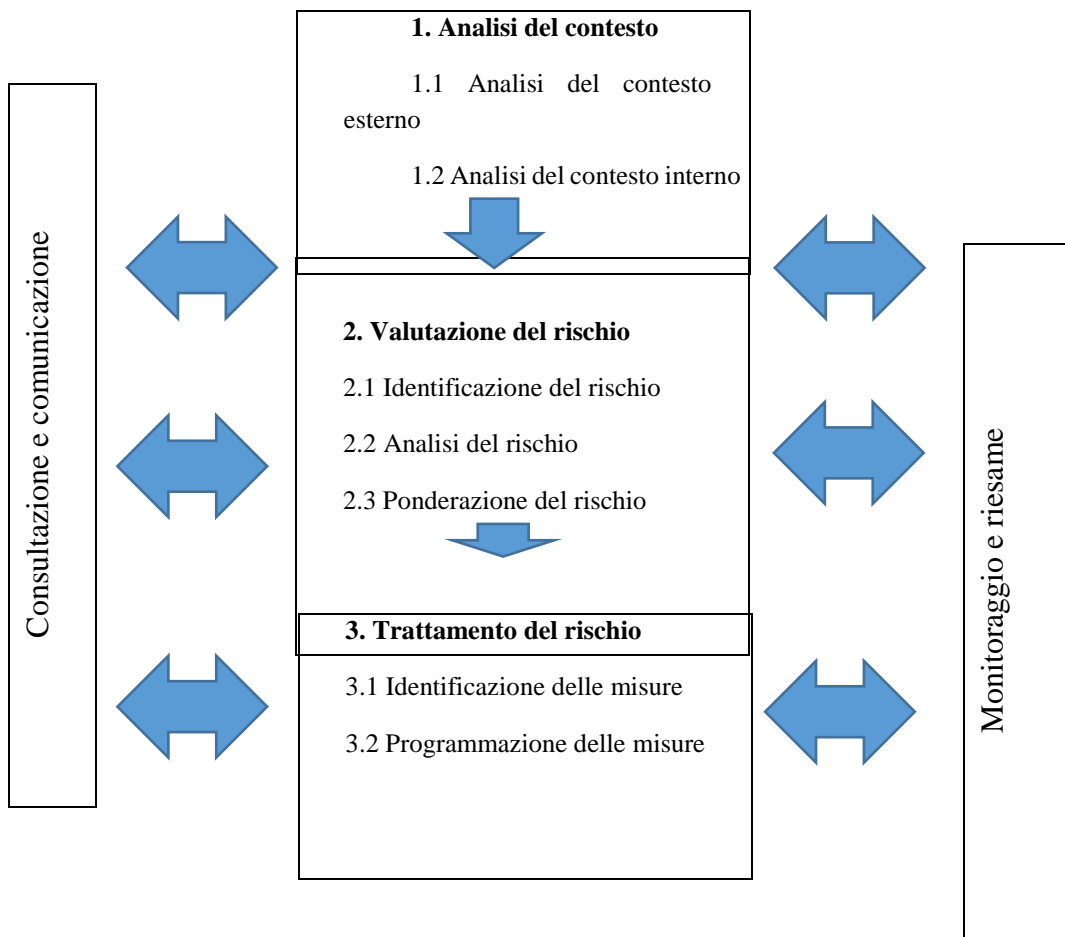 1. Analisi del contesto
1.1 Analisi del contesto
esterno
1.2 Analisi del contesto interno
Consultazione e comunicazione
2. Valutazione del rischio
2.1 Identificazione del rischio
2.2 Analisi del rischio
2.3 Ponderazione del rischio
Monitoraggio e riesame
3. Trattamento del rischio
3.1 Identificazione delle misure
3.2 Programmazione delle misure